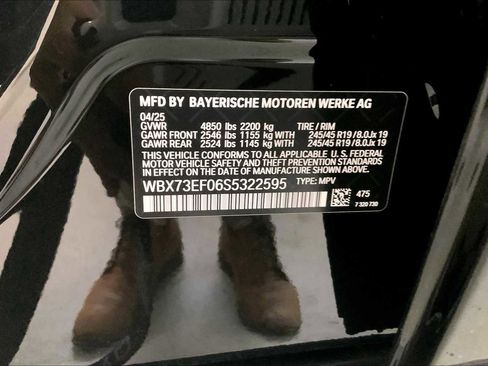 MFD BY BAYERISCHE MOTOREN WERKE AG
04/25
GVWR 4850 lbs 2200 kg TIRE / RIM
GAWR FRONT 2546 lbs 1155 kg WITH 245/45 R19 / 8.0Jx 19
GAWR REAR 2524 lbs 1145 kg WITH 245/45 R19 / 8.0Jx 19
THIS VEHICLE CONFORMS TO ALL APPLICABLE U.S. FEDERAL
MOTOR VEHICLE SAFETY, BUMPER, AND THEFT PREVENTION STANDARDS
IN EFFECT ON THE DATE OF MANUFACTURE SHOWN ABOVE.
WBX73EF06S5322595 TYPE: MPV
475
7 320 730